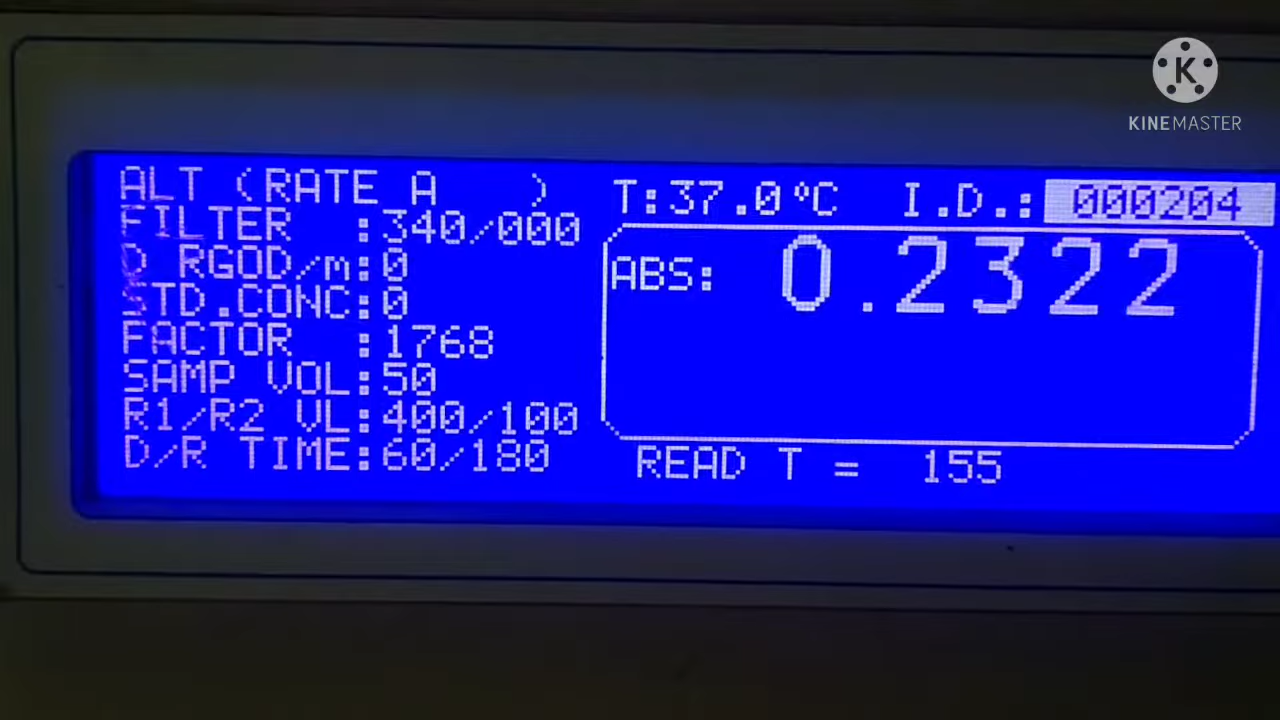 ALT (RATE A )
FILTER :340/000
D RGOD/m:0
STD.CONC:0
FACTOR :1768
SAMP VOL:50
R1/R2 VL:400/100
D/R TIME:60/180
T:37.0°C I.D.: 000204
ABS: 0.2322
READ T = 155
K
KINEMASTER